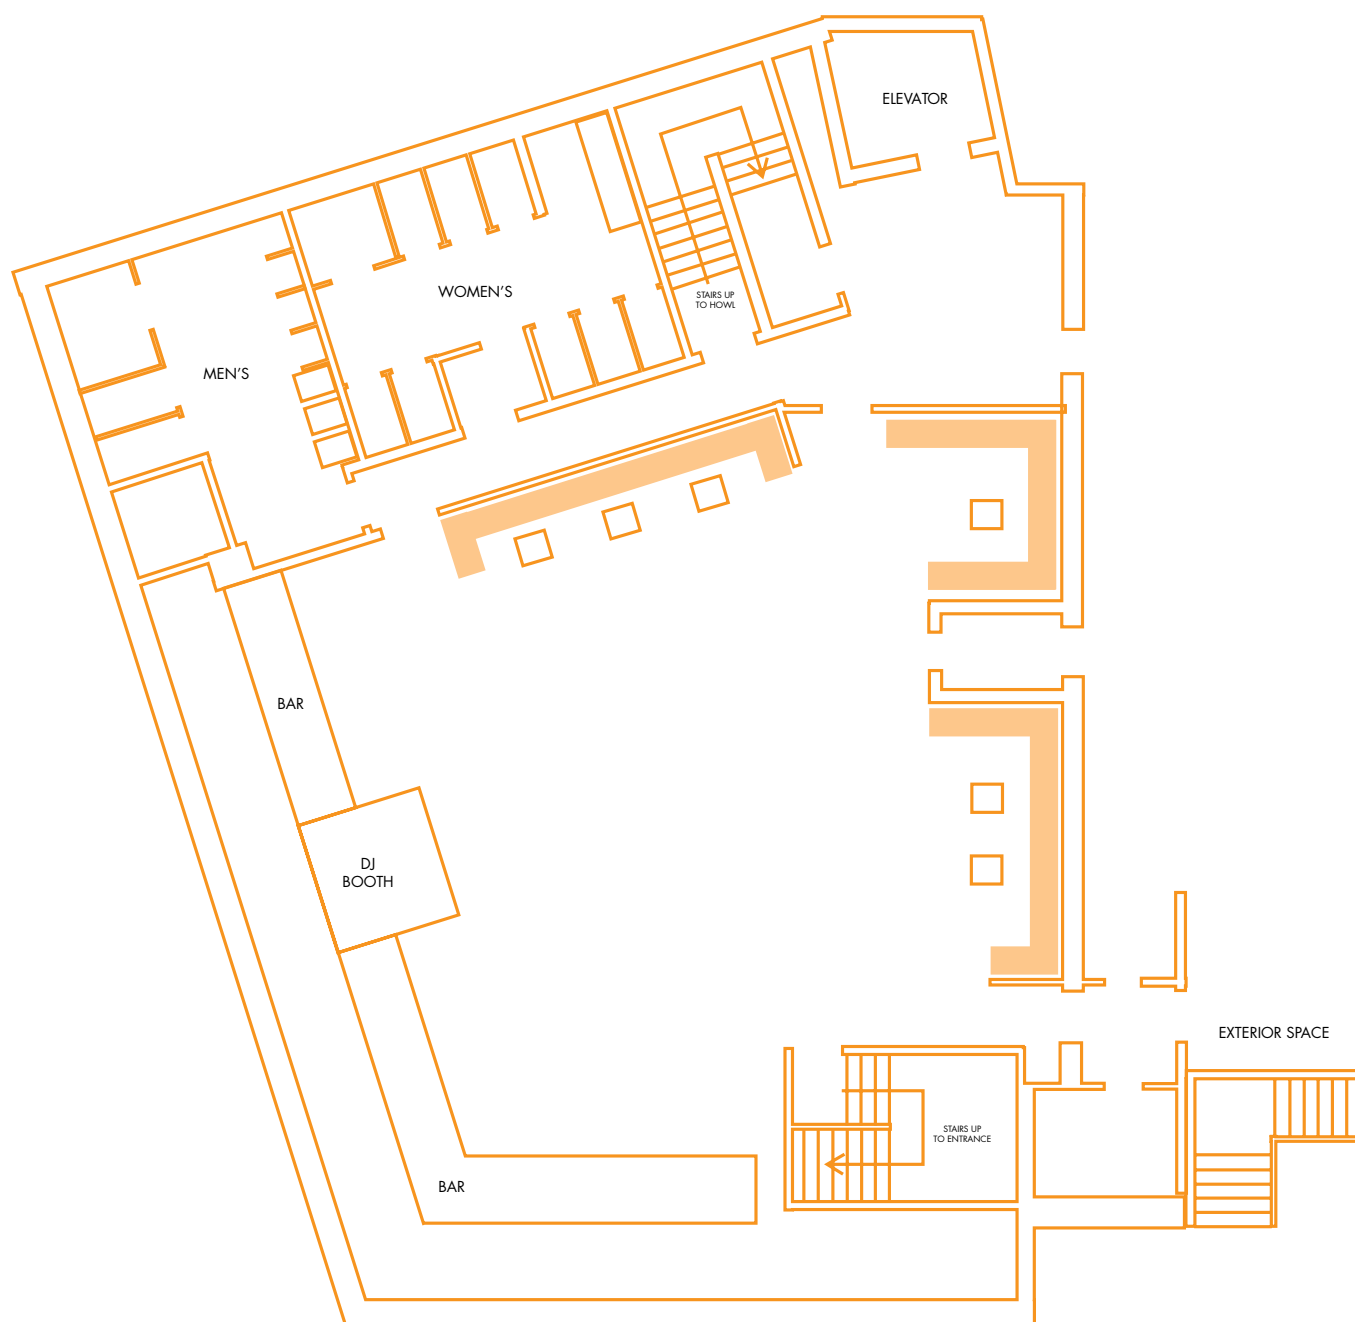 ELEVATOR
WOMEN'S
STAIRS UP
TO HOWL
MEN'S
BAR
DJ
BOOTH
EXTERIOR SPACE
STAIRS UP
TO ENTRANCE
BAR